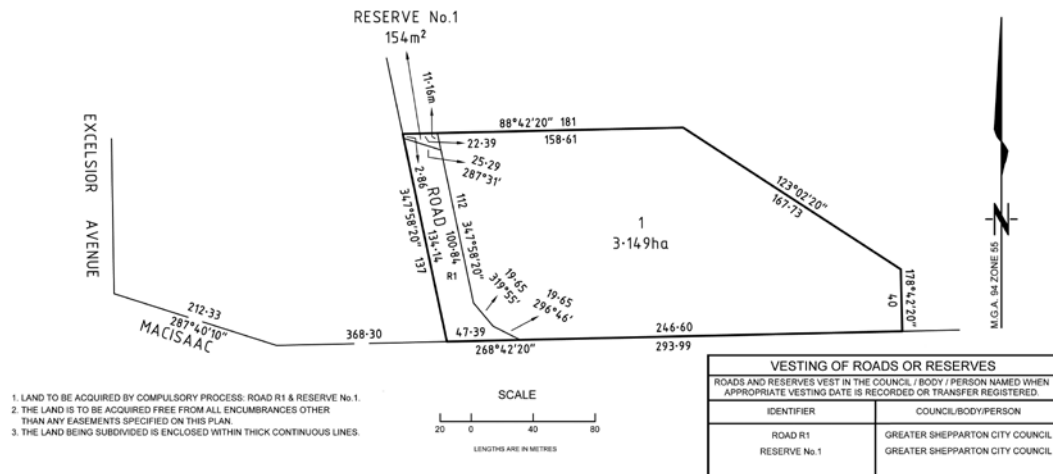 RESERVE No.1
154m²
11·16m
88°42'20" 181
158·61
22·39
25·29
287°31'
2·86
EXCELSIOR AVENUE
ROAD
R1
347°58'20"
134·14
137
112
347°58'20"
100·84
1
3·149ha
123°02'20"
167·73
178°42'20"
40
19·65
319°55'
19·65
296°46'
212·33
287°40'10"
MACISAAC
368·30
47·39
246·60
268°42'20"
293·99
M.G.A. 94 ZONE 55
N
1. LAND TO BE ACQUIRED BY COMPULSORY PROCESS: ROAD R1 & RESERVE No.1.
2. THE LAND IS TO BE ACQUIRED FREE FROM ALL ENCUMBRANCES OTHER
THAN ANY EASEMENTS SPECIFIED ON THIS PLAN.
3. THE LAND BEING SUBDIVIDED IS ENCLOSED WITHIN THICK CONTINUOUS LINES.
SCALE
20 0 40 80
LENGTHS ARE IN METRES
VESTING OF ROADS OR RESERVES
ROADS AND RESERVES VEST IN THE COUNCIL / BODY / PERSON NAMED WHEN
APPROPRIATE VESTING DATE IS RECORDED OR TRANSFER REGISTERED.
IDENTIFIER COUNCIL/BODY/PERSON
ROAD R1 GREATER SHEPPARTON CITY COUNCIL
RESERVE No.1 GREATER SHEPPARTON CITY COUNCIL